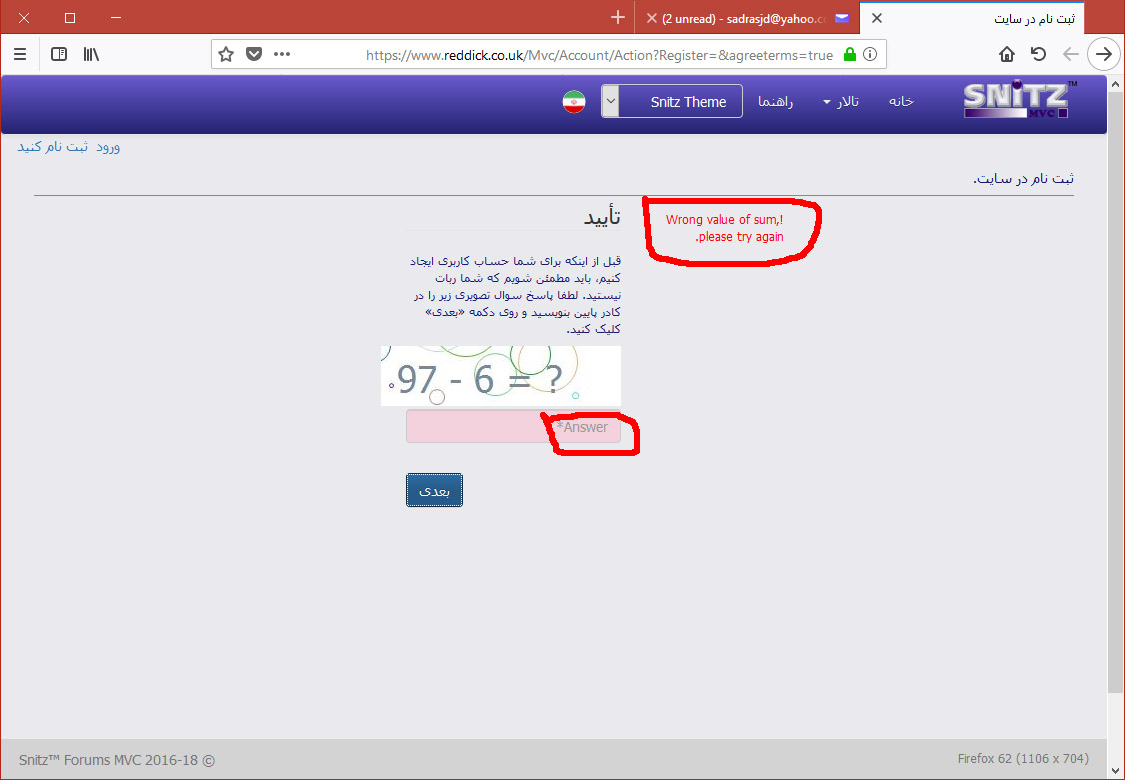 ثبت نام در سایت
(2 unread) - sadrasjd@yahoo.co
https://www.reddick.co.uk/Mvc/Account/Action?Register=&agreeterms=true
SNiTZ™
MVC
خانه
تالار
راهنما
Snitz Theme
ورود ثبت نام کنید
ثبت نام در سایت.
Wrong value of sum,!
.please try again
تأیید
قبل از اینکه برای شما حساب کاربری ایجاد
کنیم، باید مطمئن شویم که شما ربات
نیستید. لطفا پاسخ سوال تصویری زیر را در
کادر پایین بنویسید و روی دکمه «بعدی»
کلیک کنید.
97 - 6 = ?
*Answer
بعدی
Snitz™ Forums MVC 2016-18 ©
Firefox 62 (1106 x 704)